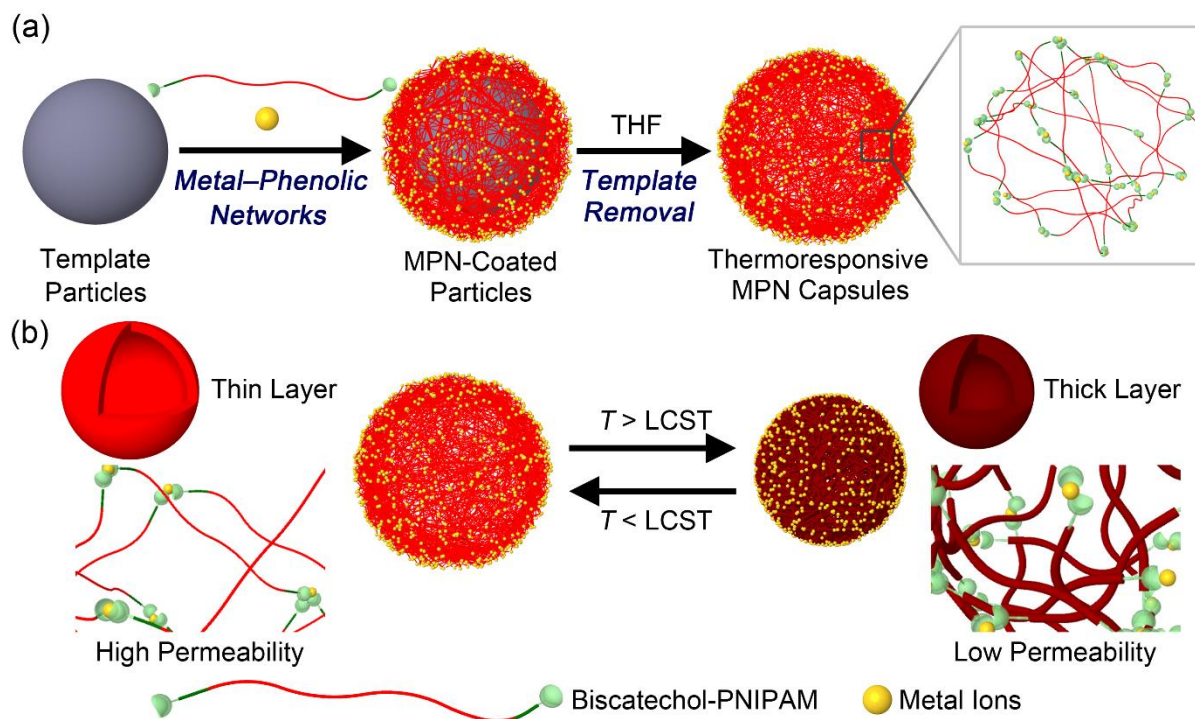 (a)
THF
Metal–Phenolic
Networks
Template
Removal
Template
Particles
MPN-Coated
Particles
Thermoresponsive
MPN Capsules
(b)
Thin Layer
T > LCST
T < LCST
Thick Layer
High Permeability
Low Permeability
Biscatechol-PNIPAM
Metal Ions